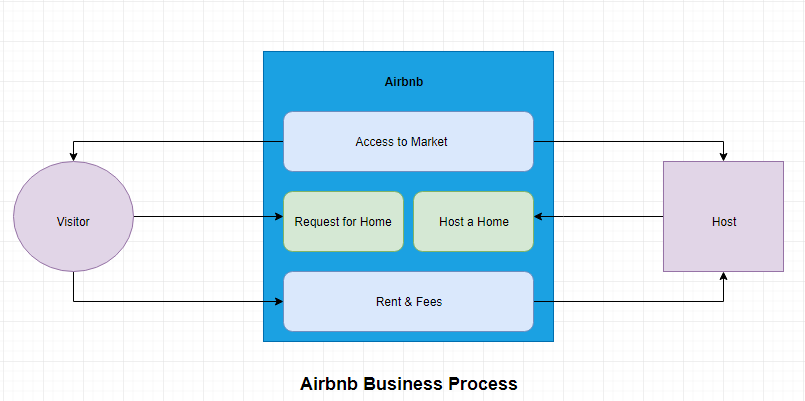 Airbnb
Access to Market
Visitor
Request for Home
Host a Home
Host
Rent & Fees
Airbnb Business Process